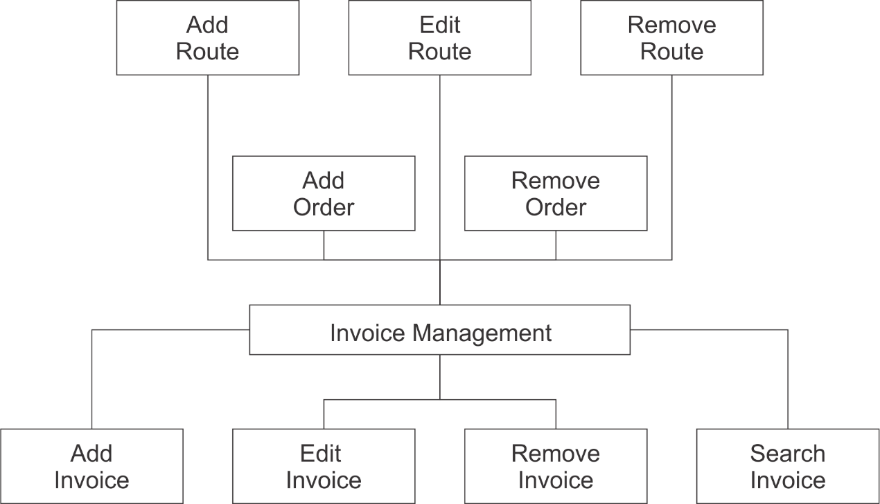 Add
Route
Edit
Route
Remove
Route
Add
Order
Remove
Order
Invoice Management
Add
Invoice
Edit
Invoice
Remove
Invoice
Search
Invoice